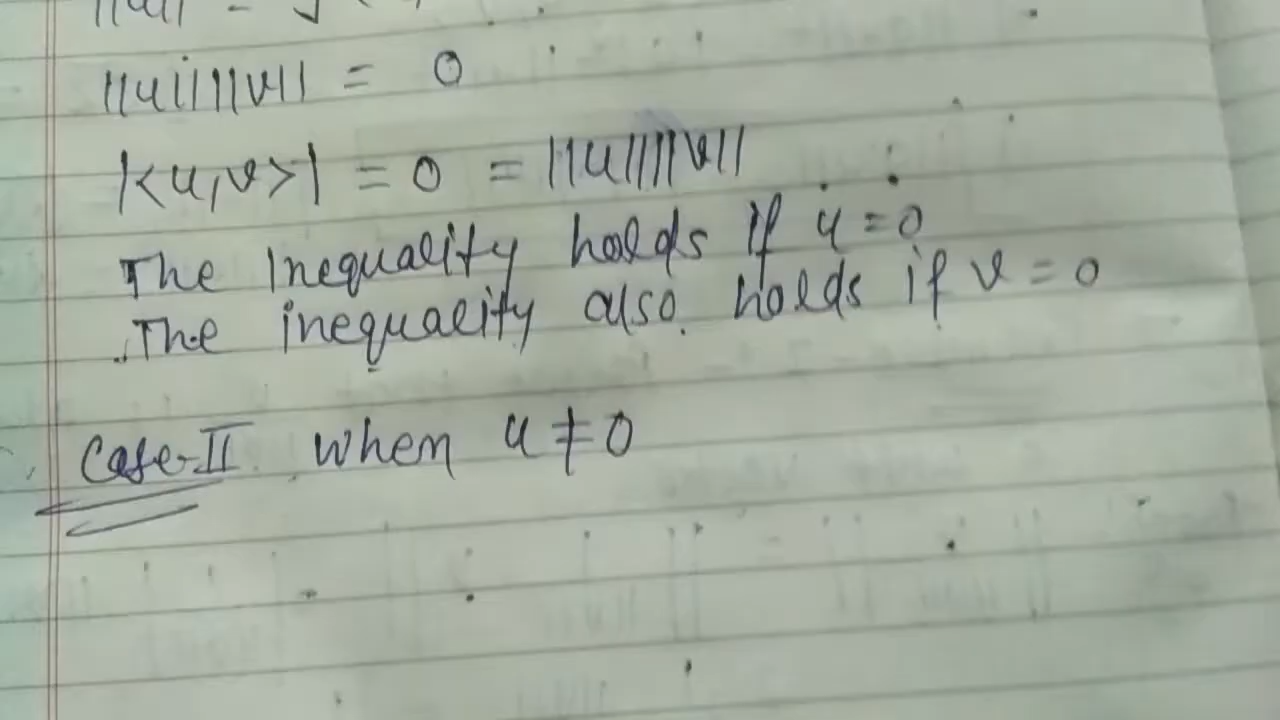 ||u|| ||v|| = 0
|<u,v>| = 0 = ||u|| ||v||
The Inequality holds If u = 0
The inequality also holds if v = 0
Case-II when u ≠ 0